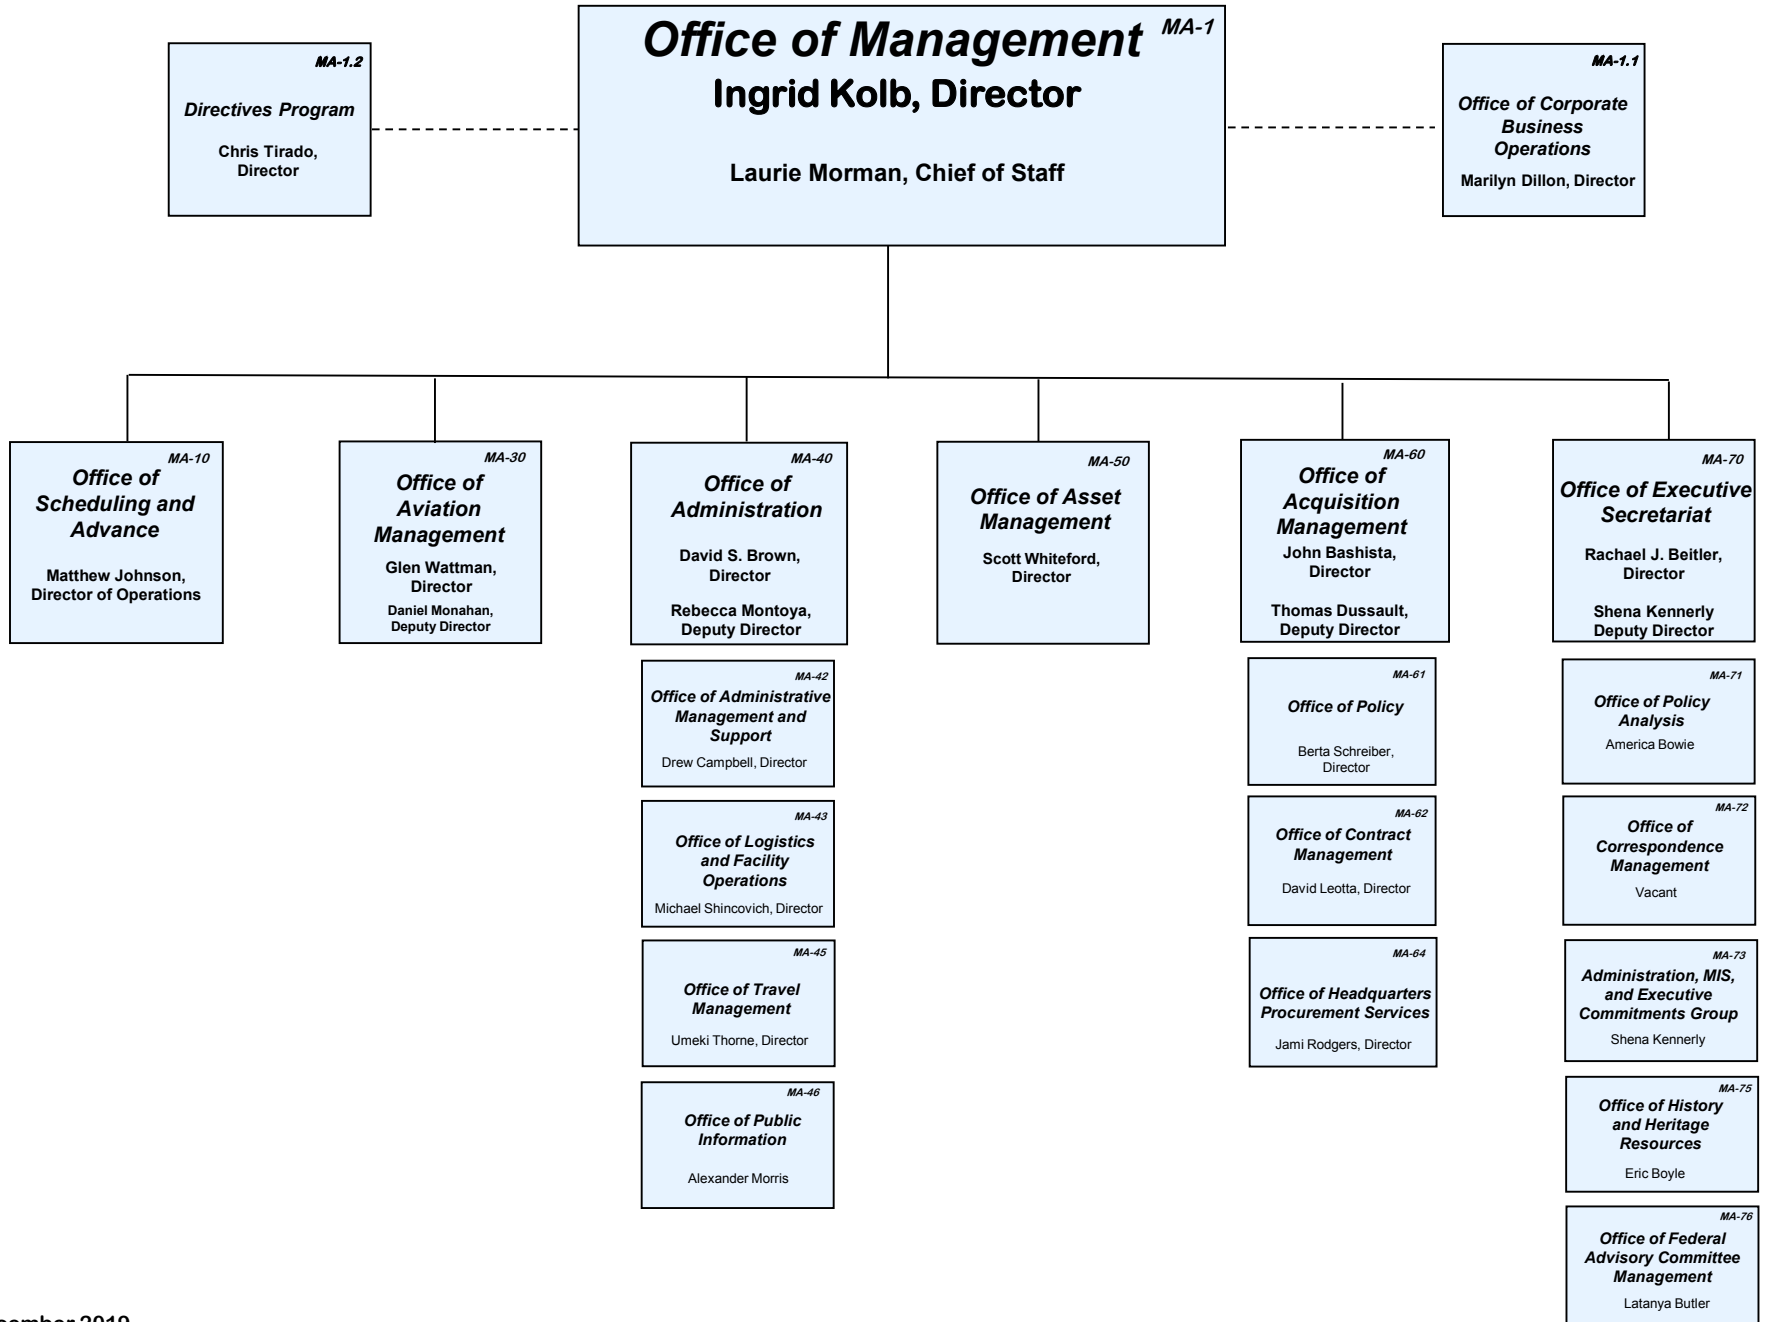 Office of Management MA-1
Ingrid Kolb, Director
Laurie Morman, Chief of Staff
MA-1.2
Directives Program
Chris Tirado,
Director
MA-1.1
Office of Corporate
Business
Operations
Marilyn Dillon, Director
MA-10
Office of
Scheduling and
Advance
Matthew Johnson,
Director of Operations
MA-30
Office of
Aviation
Management
Glen Wattman,
Director
Daniel Monahan,
Deputy Director
MA-40
Office of
Administration
David S. Brown,
Director
Rebecca Montoya,
Deputy Director
MA-42
Office of Administrative
Management and
Support
Drew Campbell, Director
MA-43
Office of Logistics
and Facility
Operations
Michael Shincovich, Director
MA-45
Office of Travel
Management
Umeki Thorne, Director
MA-46
Office of Public
Information
Alexander Morris
MA-50
Office of Asset
Management
Scott Whiteford,
Director
MA-60
Office of
Acquisition
Management
John Bashista,
Director
Thomas Dussault,
Deputy Director
MA-61
Office of Policy
Berta Schreiber,
Director
MA-62
Office of Contract
Management
David Leotta, Director
MA-64
Office of Headquarters
Procurement Services
Jami Rodgers, Director
MA-70
Office of Executive
Secretariat
Rachael J. Beitler,
Director
Shena Kennerly
Deputy Director
MA-71
Office of Policy
Analysis
America Bowie
MA-72
Office of
Correspondence
Management
Vacant
MA-73
Administration, MIS,
and Executive
Commitments Group
Shena Kennerly
MA-75
Office of History
and Heritage
Resources
Eric Boyle
MA-76
Office of Federal
Advisory Committee
Management
Latanya Butler
2019